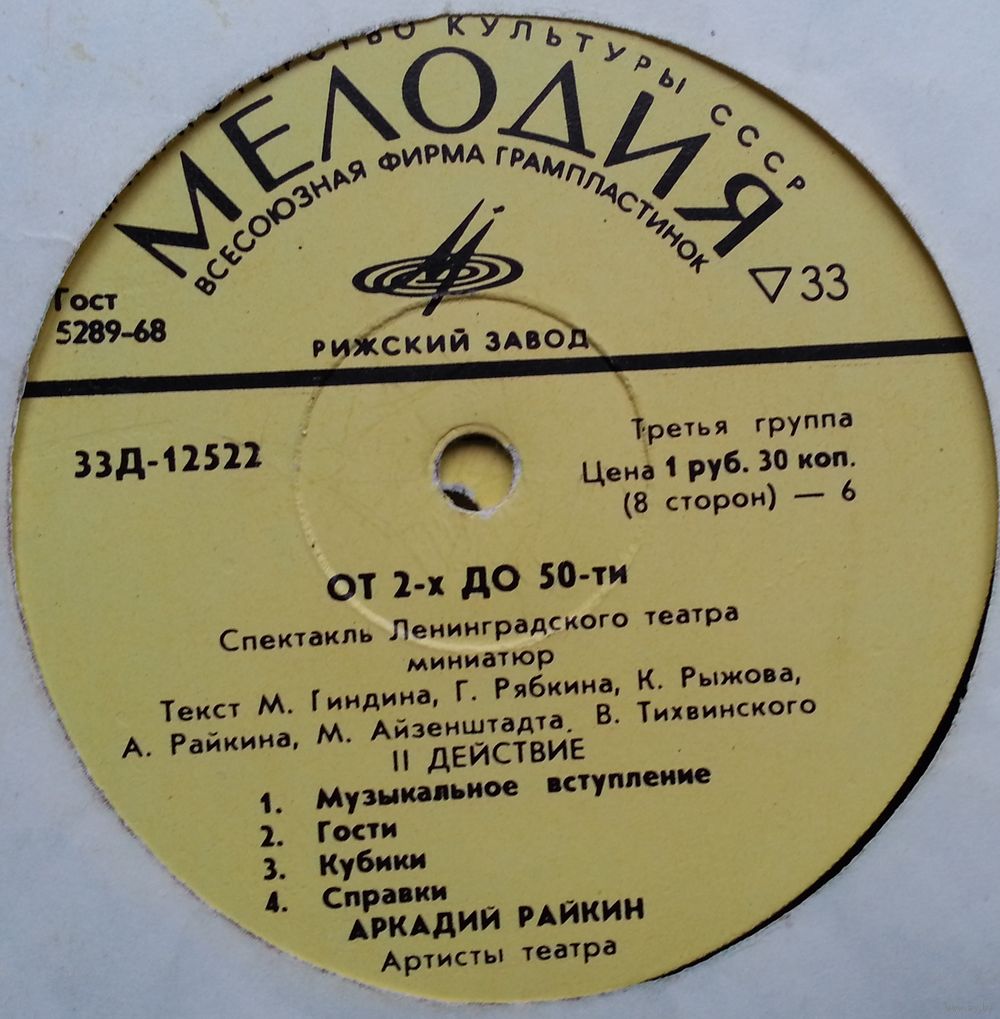 КУЛЬТУРЫ СССР
МЕЛОДИЯ
ВСЕСОЮЗНАЯ ФИРМА ГРАМПЛАСТИНОК
33
Гост
5289-68
РИЖСКИЙ ЗАВОД
33Д-12522
Третья группа
Цена 1 руб. 30 коп.
(8 сторон) — 6
ОТ 2-х ДО 50-ти
Спектакль Ленинградского театра
миниатюр
Текст М. Гиндина, Г. Рябкина, К. Рыжова,
А. Райкина, М. Айзенштадта, В. Тихвинского
II ДЕЙСТВИЕ
1. Музыкальное вступление
2. Гости
3. Кубики
4. Справки
АРКАДИЙ РАЙКИН
Артисты театра